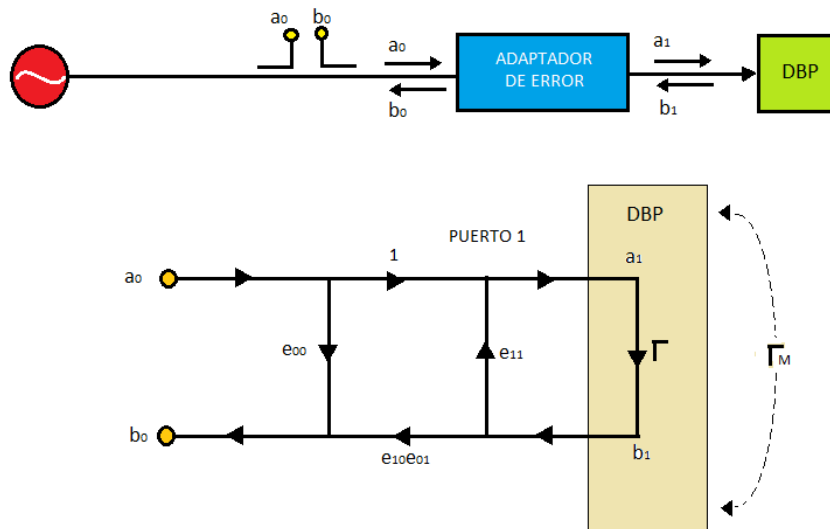 a₀ b₀
a₀
b₀
ADAPTADOR
DE ERROR
a₁
b₁
DBP
DBP
PUERTO 1
a₀
1
a₁
e₀₀
e₁₁
Γ
Γ M
b₀
e₁₀e₀₁
b₁